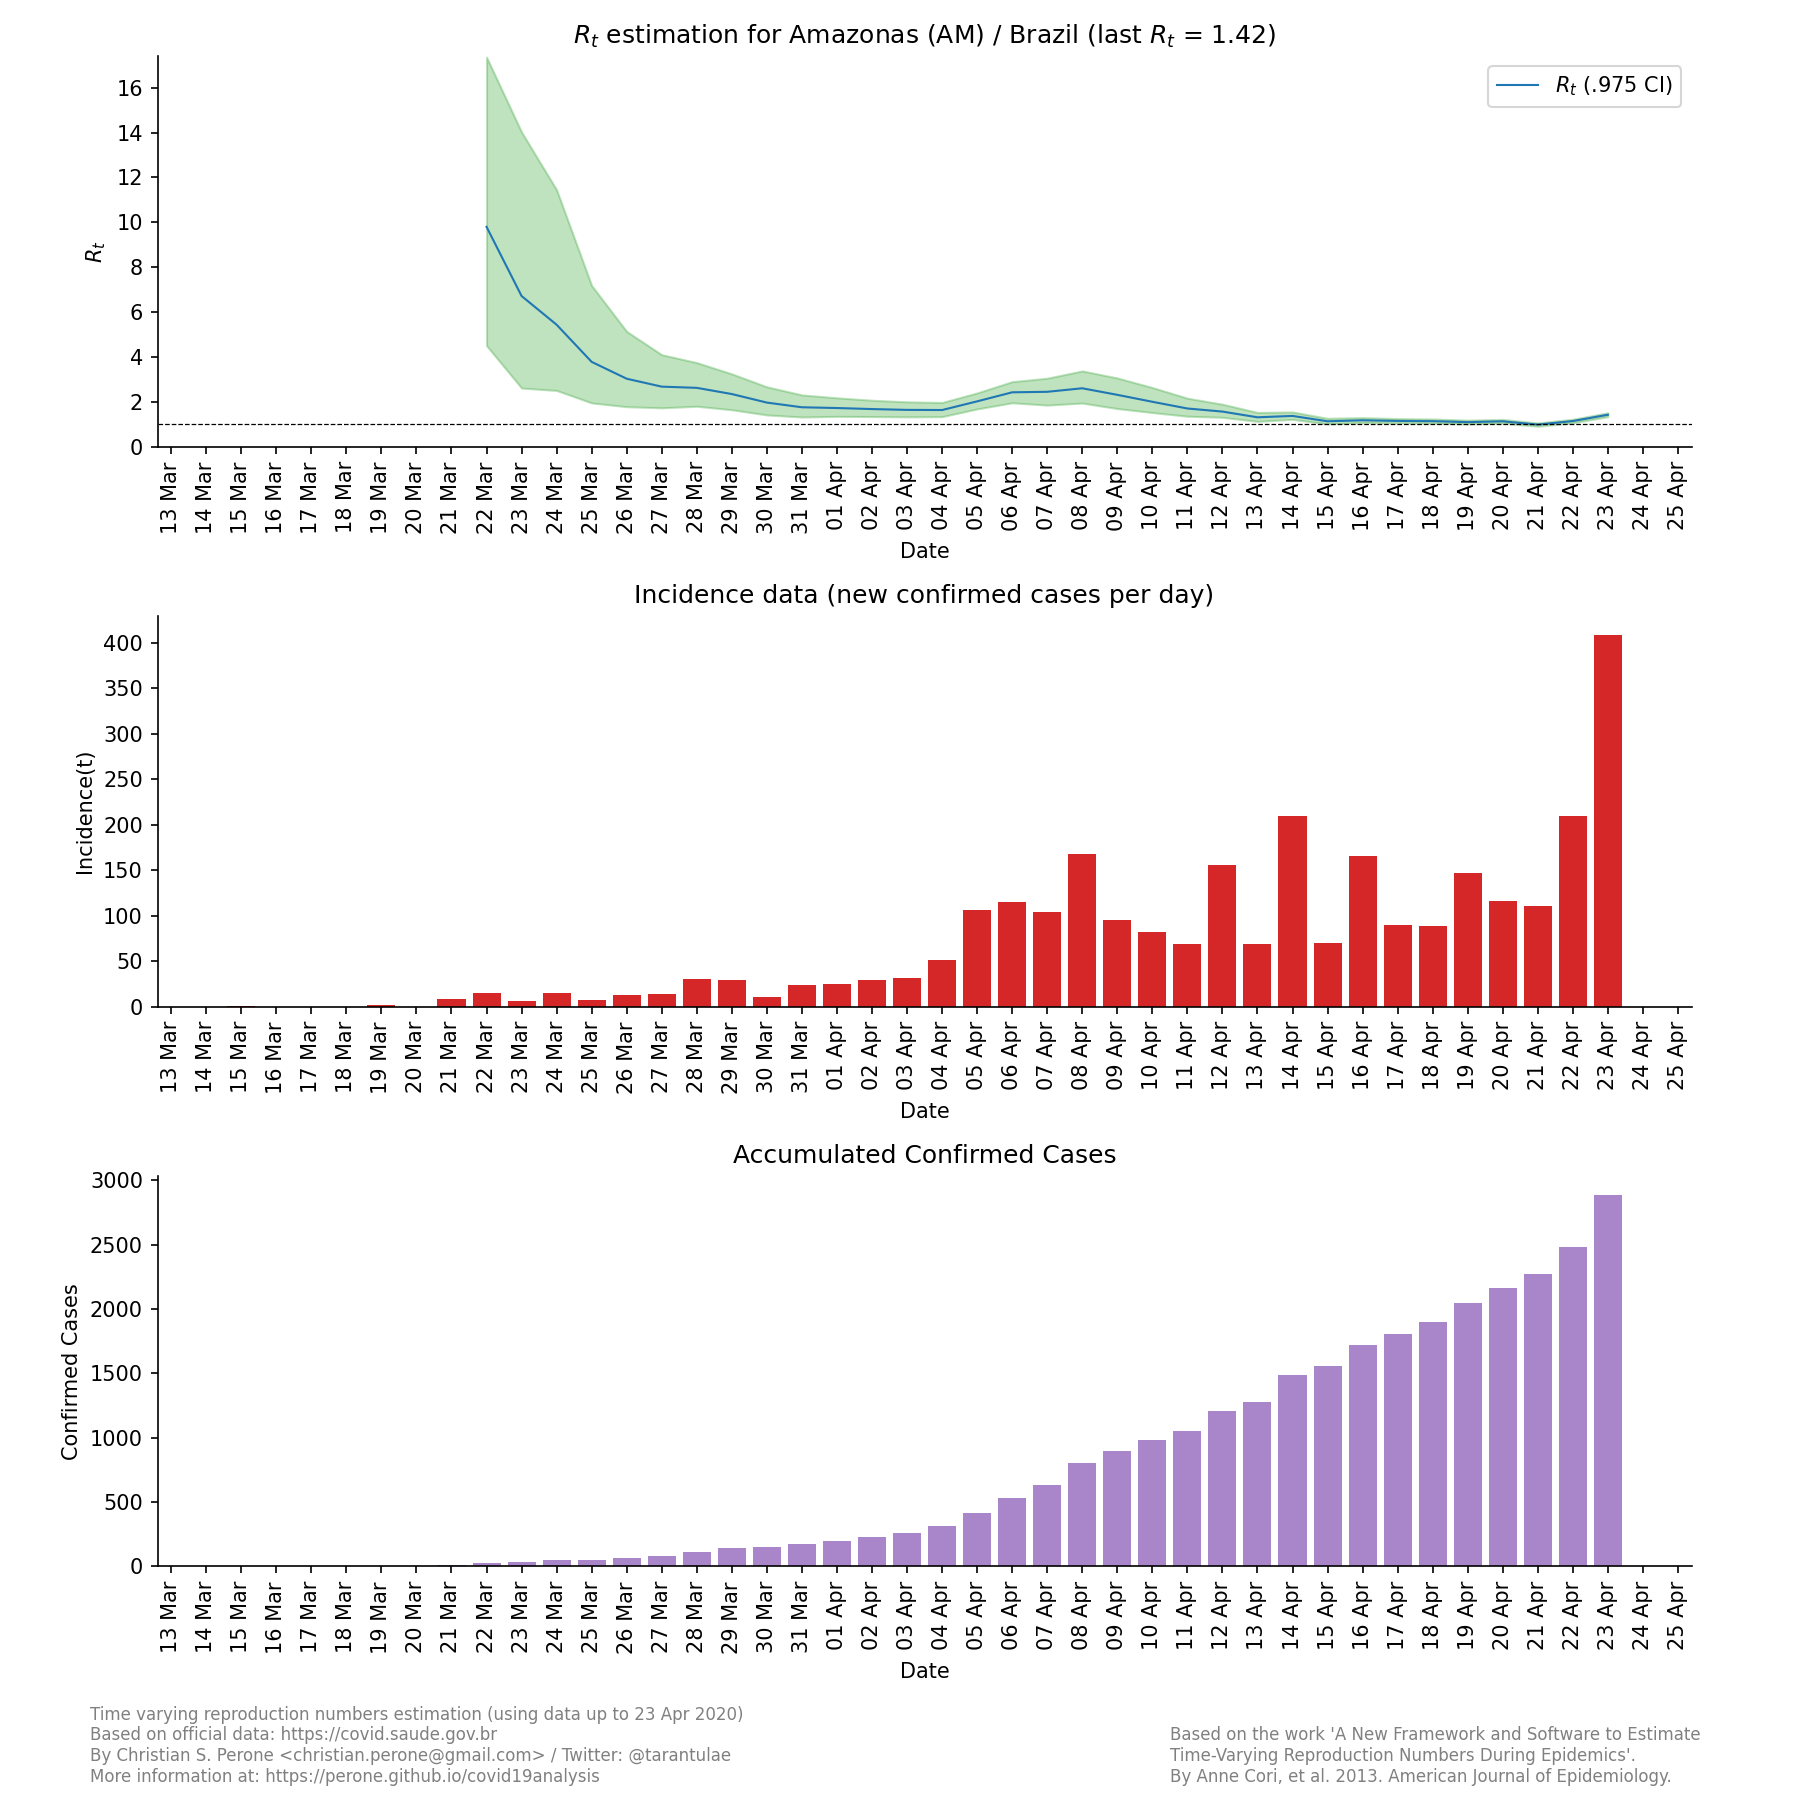 Rt estimation for Amazonas (AM) / Brazil (last Rt = 1.42)
Rt (.975 CI)
16
14
12
10
8
6
4
2
0
Rt
13 Mar
14 Mar
15 Mar
16 Mar
17 Mar
18 Mar
19 Mar
20 Mar
21 Mar
22 Mar
23 Mar
24 Mar
25 Mar
26 Mar
27 Mar
28 Mar
29 Mar
30 Mar
31 Mar
01 Apr
02 Apr
03 Apr
04 Apr
05 Apr
06 Apr
07 Apr
08 Apr
09 Apr
10 Apr
11 Apr
12 Apr
13 Apr
14 Apr
15 Apr
16 Apr
17 Apr
18 Apr
19 Apr
20 Apr
21 Apr
22 Apr
23 Apr
24 Apr
25 Apr
Date
Incidence data (new confirmed cases per day)
400
350
300
250
200
150
100
50
0
Incidence(t)
13 Mar
14 Mar
15 Mar
16 Mar
17 Mar
18 Mar
19 Mar
20 Mar
21 Mar
22 Mar
23 Mar
24 Mar
25 Mar
26 Mar
27 Mar
28 Mar
29 Mar
30 Mar
31 Mar
01 Apr
02 Apr
03 Apr
04 Apr
05 Apr
06 Apr
07 Apr
08 Apr
09 Apr
10 Apr
11 Apr
12 Apr
13 Apr
14 Apr
15 Apr
16 Apr
17 Apr
18 Apr
19 Apr
20 Apr
21 Apr
22 Apr
23 Apr
24 Apr
25 Apr
Date
Accumulated Confirmed Cases
3000
2500
2000
1500
1000
500
0
Confirmed Cases
13 Mar
14 Mar
15 Mar
16 Mar
17 Mar
18 Mar
19 Mar
20 Mar
21 Mar
22 Mar
23 Mar
24 Mar
25 Mar
26 Mar
27 Mar
28 Mar
29 Mar
30 Mar
31 Mar
01 Apr
02 Apr
03 Apr
04 Apr
05 Apr
06 Apr
07 Apr
08 Apr
09 Apr
10 Apr
11 Apr
12 Apr
13 Apr
14 Apr
15 Apr
16 Apr
17 Apr
18 Apr
19 Apr
20 Apr
21 Apr
22 Apr
23 Apr
24 Apr
25 Apr
Date
Time varying reproduction numbers estimation (using data up to 23 Apr 2020)
Based on official data: https://covid.saude.gov.br
By Christian S. Perone <christian.perone@gmail.com> / Twitter: @tarantulae
More information at: https://perone.github.io/covid19analysis
Based on the work 'A New Framework and Software to Estimate
Time-Varying Reproduction Numbers During Epidemics'.
By Anne Cori, et al. 2013. American Journal of Epidemiology.